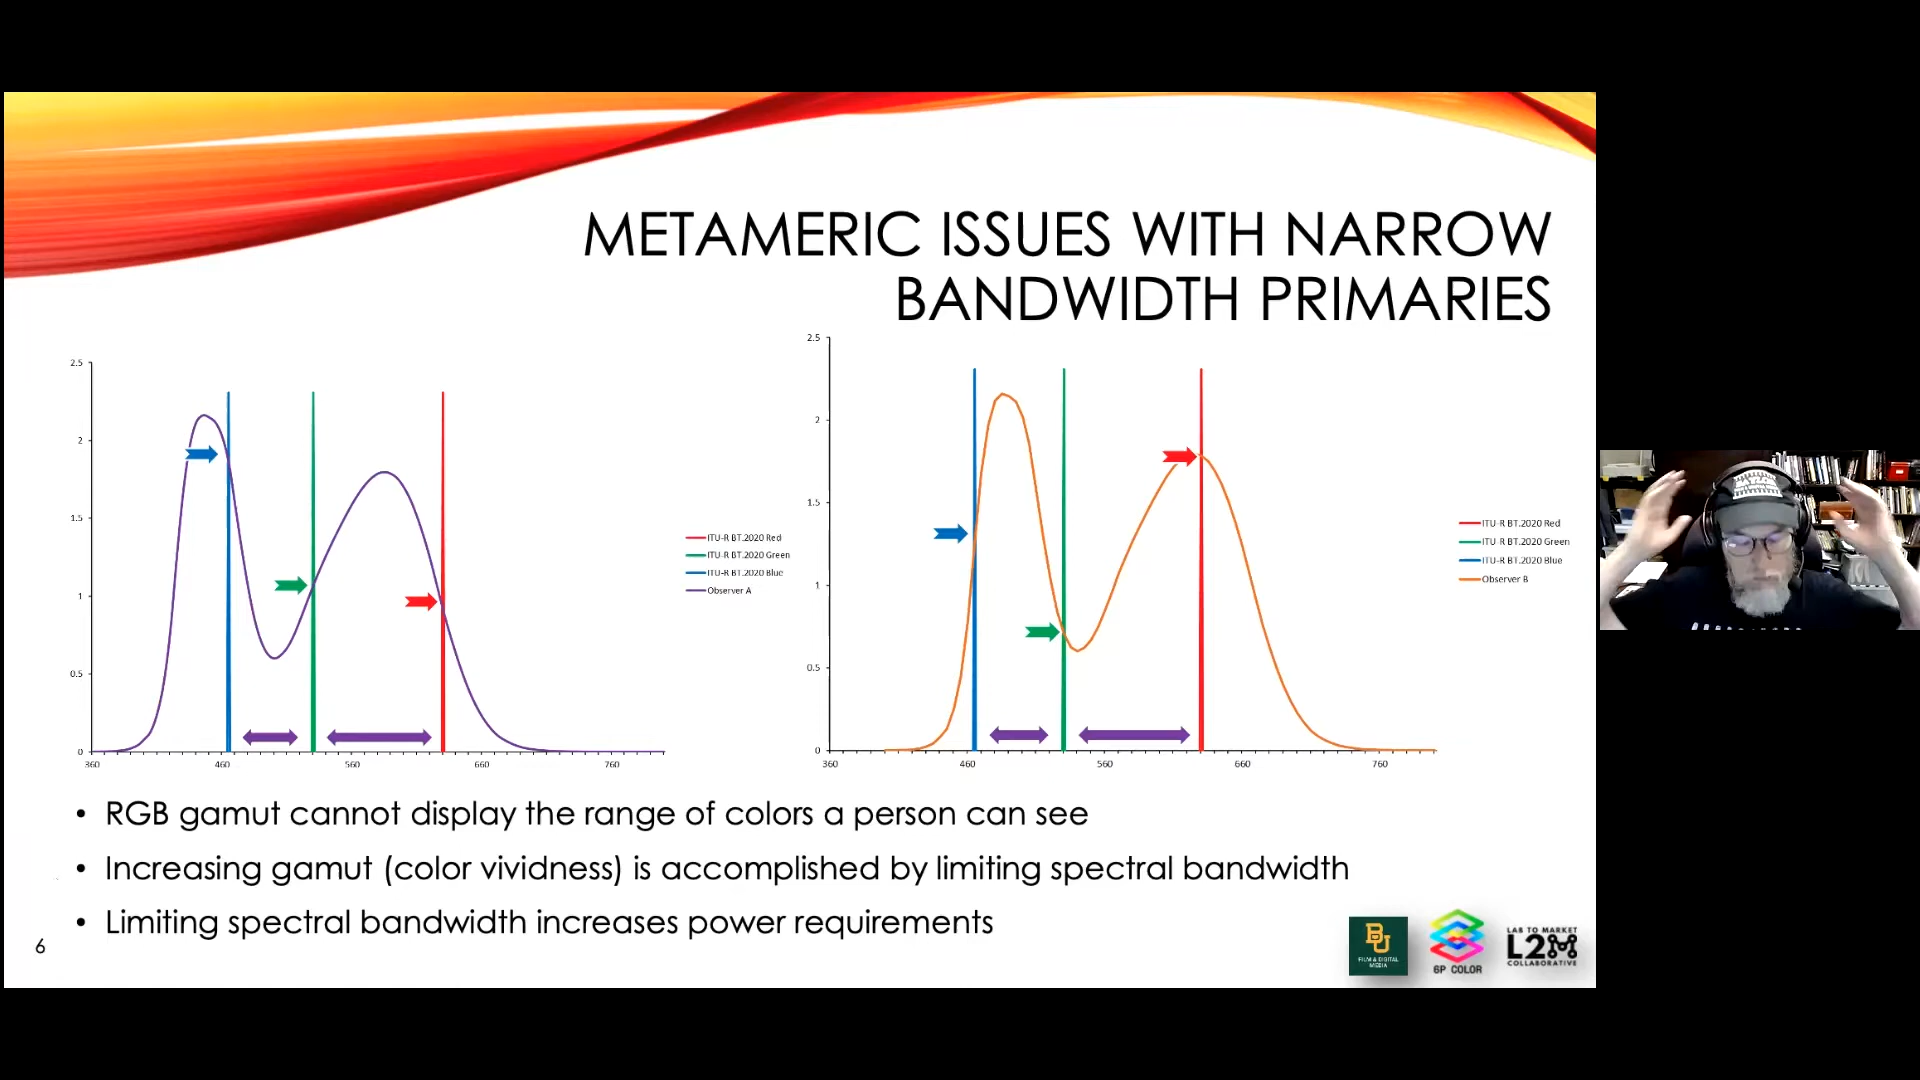 METAMERIC ISSUES WITH NARROW
BANDWIDTH PRIMARIES
2.5
2
1.5
1
0.5
0
360
460
560
660
760
ITU-R BT.2020 Red
ITU-R BT.2020 Green
ITU-R BT.2020 Blue
Observer A
2.5
2
1.5
1
0.5
0
360
460
560
660
760
ITU-R BT.2020 Red
ITU-R BT.2020 Green
ITU-R BT.2020 Blue
Observer B
• RGB gamut cannot display the range of colors a person can see
• Increasing gamut (color vividness) is accomplished by limiting spectral bandwidth
• Limiting spectral bandwidth increases power requirements
6
BU
FILM & DIGITAL
MEDIA
6P COLOR
LAB TO MARKET
L2M
COLLABORATIVE